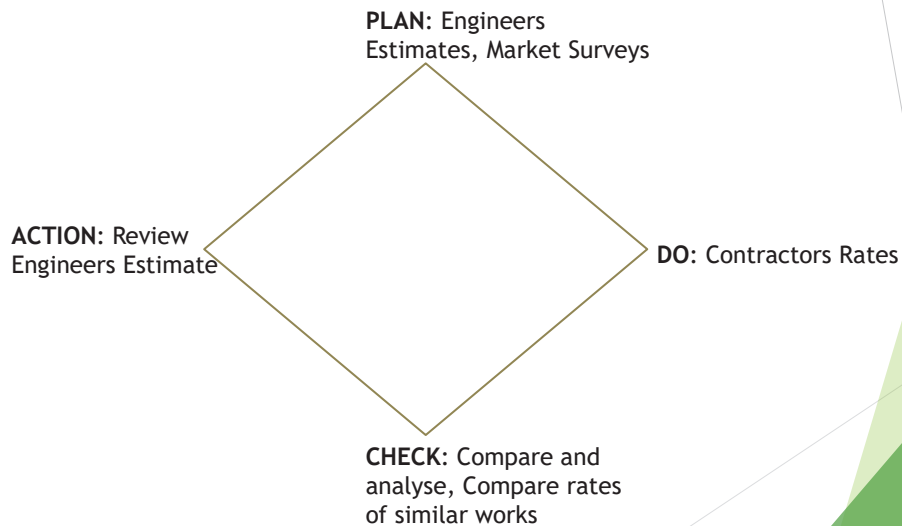 PLAN: Engineers
Estimates, Market Surveys
ACTION: Review
Engineers Estimate
DO: Contractors Rates
CHECK: Compare and
analyse, Compare rates
of similar works